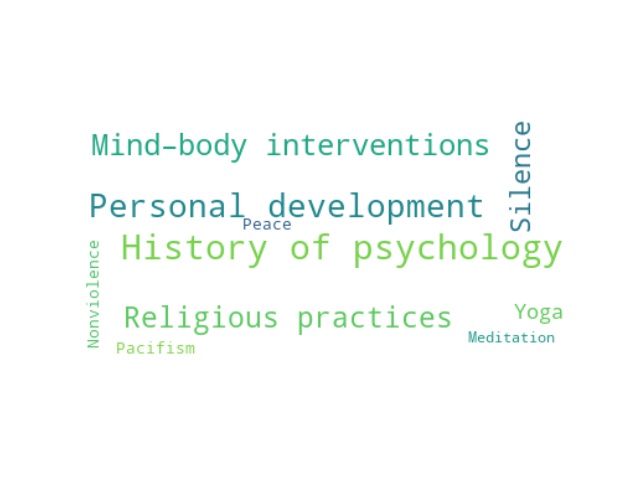 Mind–body interventions
Silence
Personal development
Peace
History of psychology
Nonviolence
Religious practices
Yoga
Meditation
Pacifism